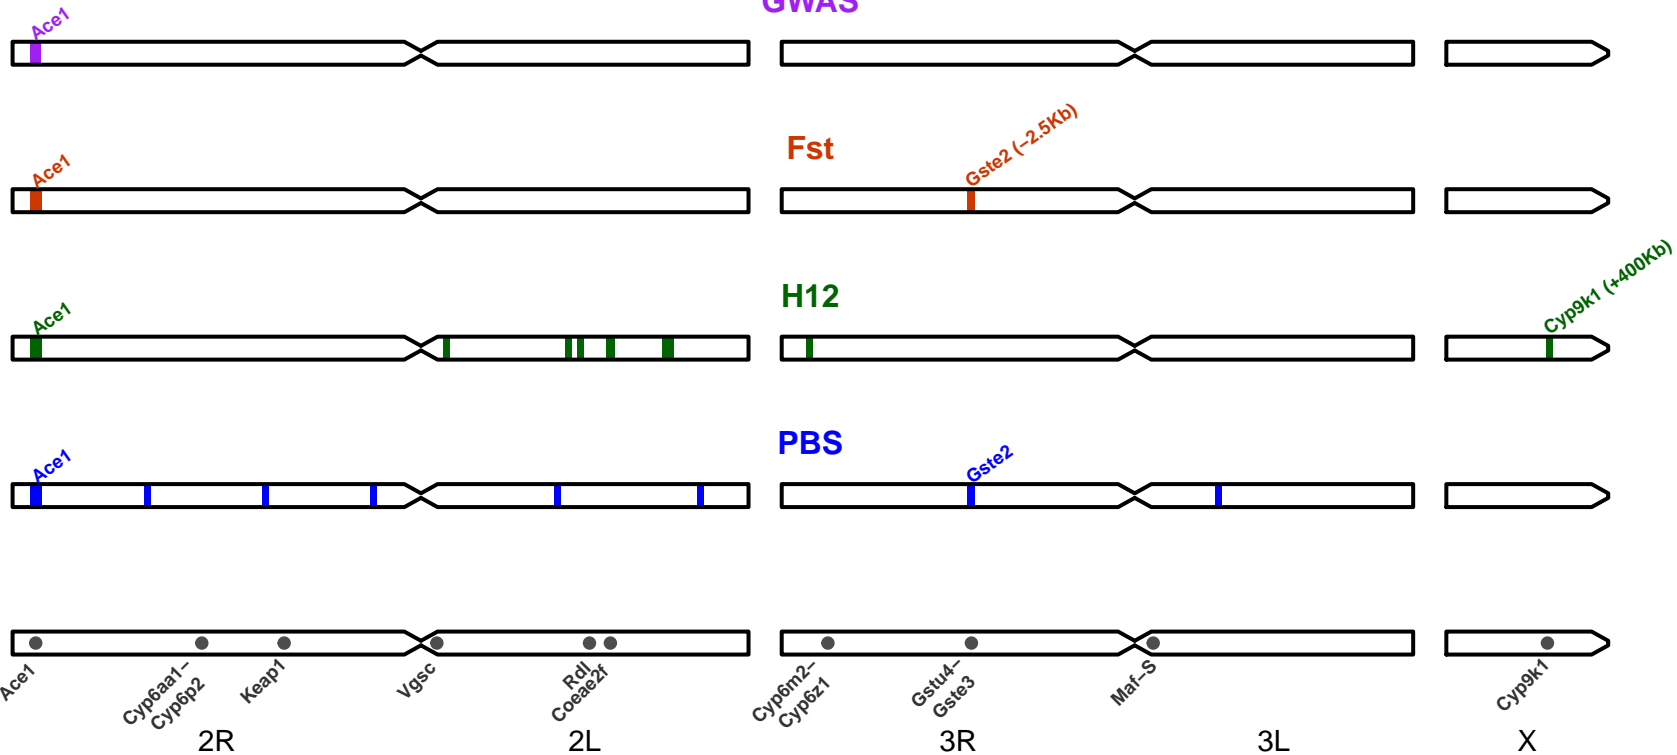 GWAS
Ace1
Fst
Ace1
Gste2 (−2.5Kb)
H12
Ace1
Cyp9k1 (+400Kb)
PBS
Ace1
Gste2
Ace1
Cyp6aa1−
Cyp6p2
Keap1
Vgsc
Rdl
Coeae2f
Cyp6m2−
Cyp6z1
Gstu4−
Gste3
Maf−S
Cyp9k1
2R
2L
3R
3L
X